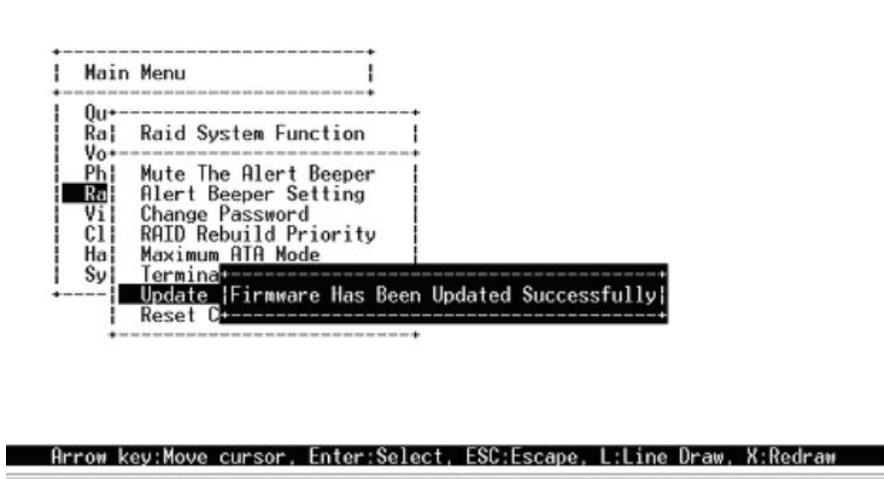 Main Menu
Qu
Ra
Raid System Function
Vo
Ph
Mute The Alert Beeper
Ra
Alert Beeper Setting
Vi
Change Password
Cl
RAID Rebuild Priority
Ha
Maximum ATA Mode
Sy
Termina
Update
Firmware Has Been Updated Successfully
Reset C
Arrow key:Move cursor, Enter:Select, ESC:Escape, L:Line Draw, X:Redraw